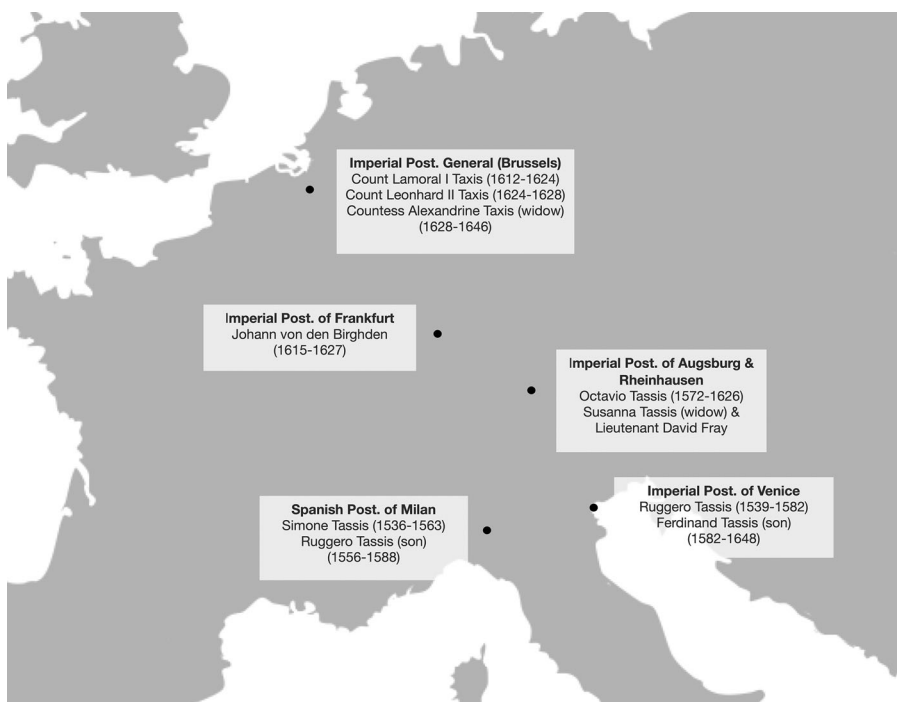 Imperial Post. General (Brussels)
Count Lamoral I Taxis (1612-1624)
Count Leonhard II Taxis (1624-1628)
Countess Alexandrine Taxis (widow)
(1628-1646)
Imperial Post. of Frankfurt
Johann von den Birghden
(1615-1627)
Imperial Post. of Augsburg &
Rheinhausen
Octavio Tassis (1572-1626)
Susanna Tassis (widow) &
Lieutenant David Fray
Imperial Post. of Venice
Ruggero Tassis (1539-1582)
Ferdinand Tassis (son)
(1582-1648)
Spanish Post. of Milan
Simone Tassis (1536-1563)
Ruggero Tassis (son)
(1556-1588)